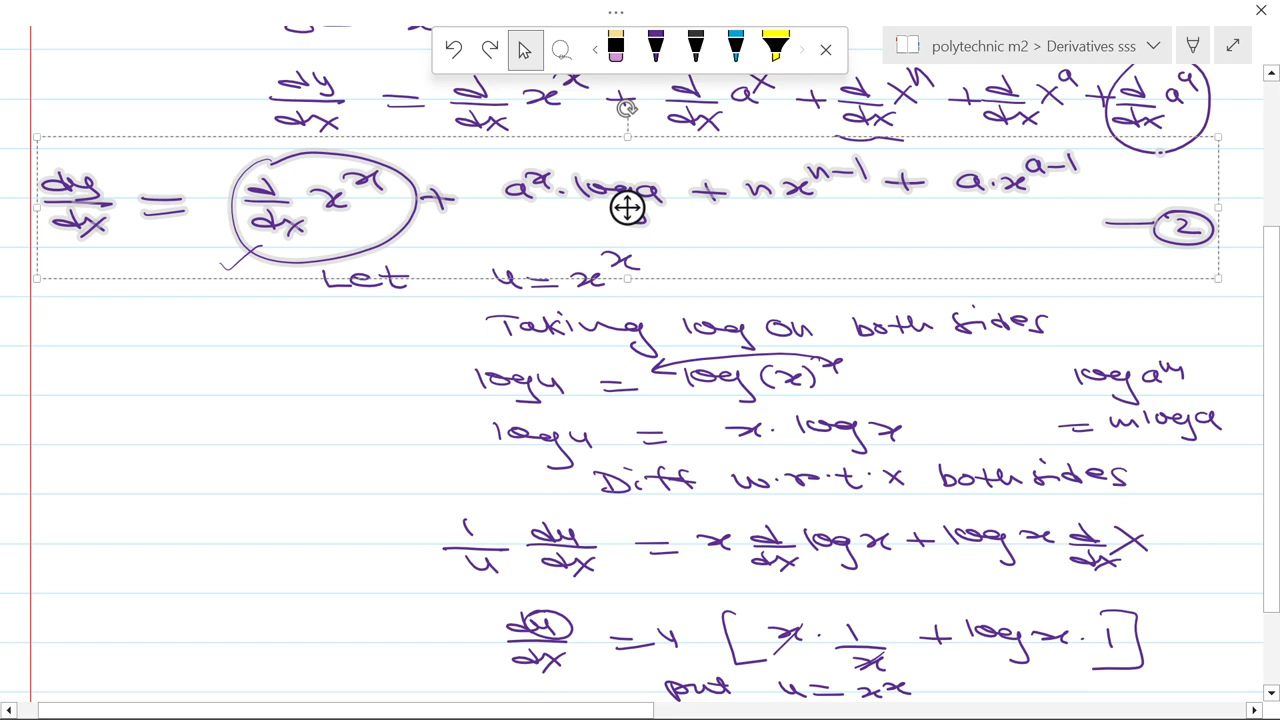 polytechnic m2 > Derivatives sss
dy/dx = d/dx x^x + d/dx a^x + d/dx x^n + d/dx x^a + d/dx a^a
dy/dx = d/dx x^x + a^x · log a + n x^(n-1) + a · x^(a-1)
— 2
Let u = x^x
Taking log on both sides
log u = log (x)^x log a^m
log u = x · log x = m log a
Diff w.r.t. x both sides
1/u du/dx = x d/dx log x + log x d/dx x
du/dx = u [ x · 1/x + log x · 1 ]
put u = x^x